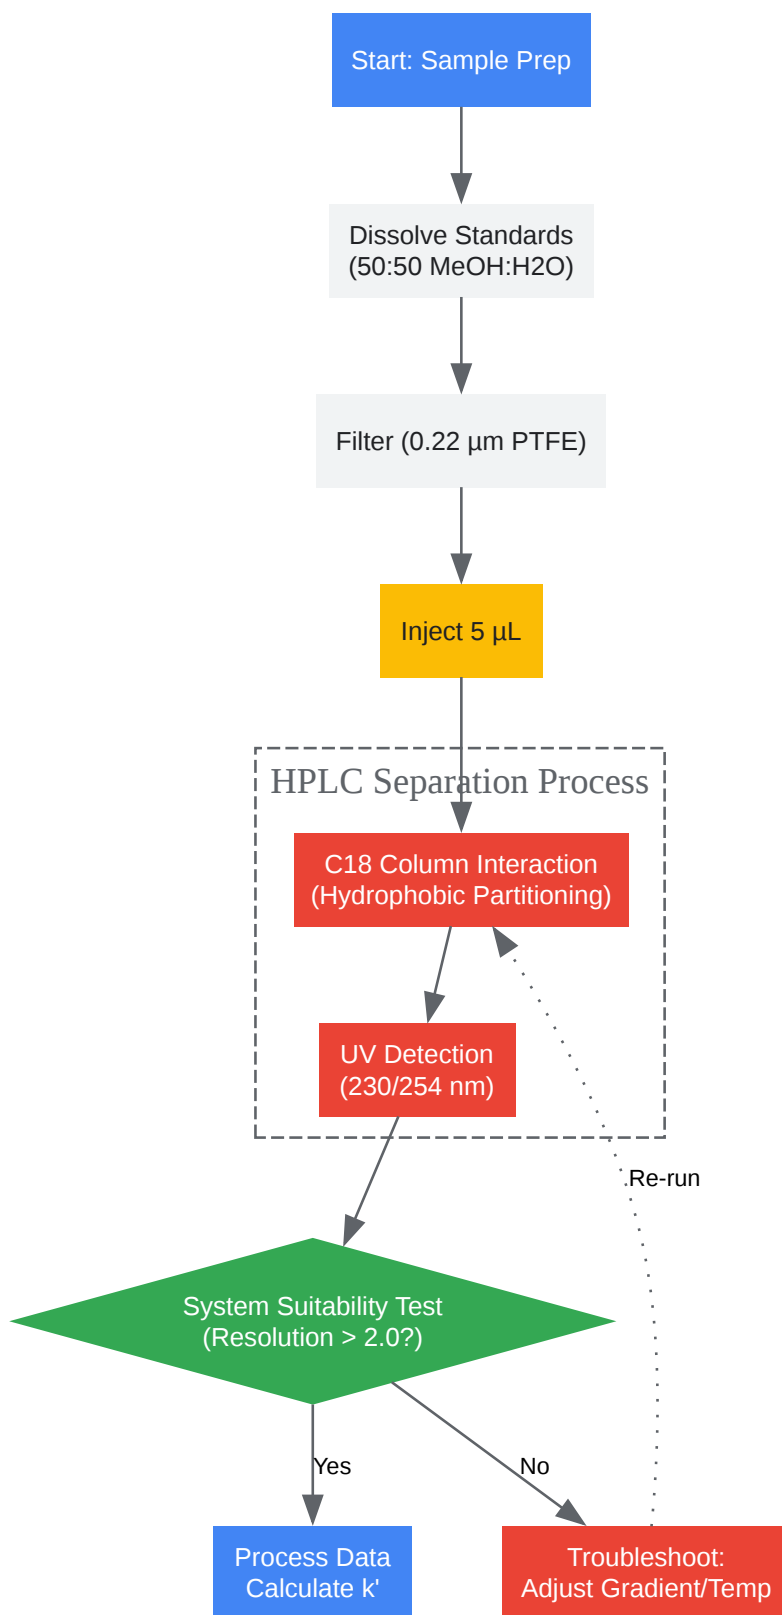 Start: Sample Prep
Dissolve Standards
(50:50 MeOH:H2O)
Filter (0.22 µm PTFE)
Inject 5 µL
HPLC Separation Process
C18 Column Interaction
(Hydrophobic Partitioning)
UV Detection
(230/254 nm)
Re-run
System Suitability Test
(Resolution > 2.0?)
Yes
No
Process Data
Calculate k'
Troubleshoot:
Adjust Gradient/Temp